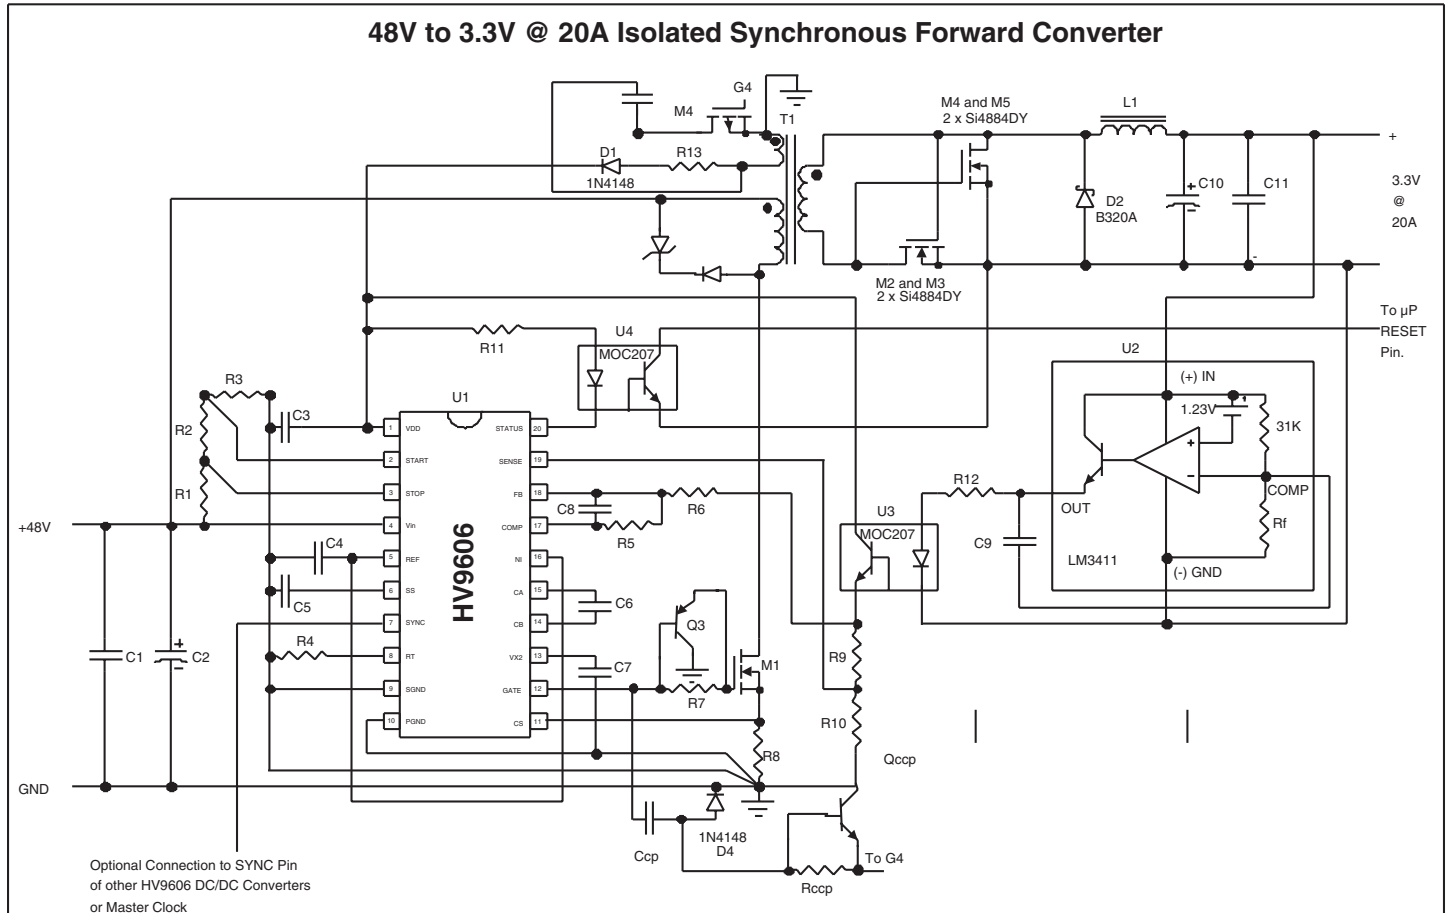 48V to 3.3V @ 20A Isolated Synchronous Forward Converter
G4
M4
T1
M4 and M5
2 x Si4884DY
L1
+
D1
R13
1N4148
C10
+
C11
3.3V
@
20A
D2
B320A
-
M2 and M3
2 x Si4884DY
To µP
RESET
Pin.
R11
U4
MOC207
U2
(+) IN
1.23V
31K
R3
C3
U1
R2
R1
1 VDD
STATUS 20
2 START
SENSE 19
3 STOP
FB 18
4 Vin
COMP 17
5 REF
NI 16
6 SS
CA 15
7 SYNC
CB 14
8 RT
VX2 13
9 SGND
GATE 12
10 PGND
CS 11
HV9606
C8
R6
R5
U3
MOC207
R12
C9
OUT
+
–
COMP
Rf
LM3411
(-) GND
+48V
C4
C5
C6
R4
C1
+
–
C2
C7
Q3
M1
R7
R9
R10
R8
Qccp
GND
1N4148
D4
Ccp
Rccp
To G4
Optional Connection to SYNC Pin
of other HV9606 DC/DC Converters
or Master Clock